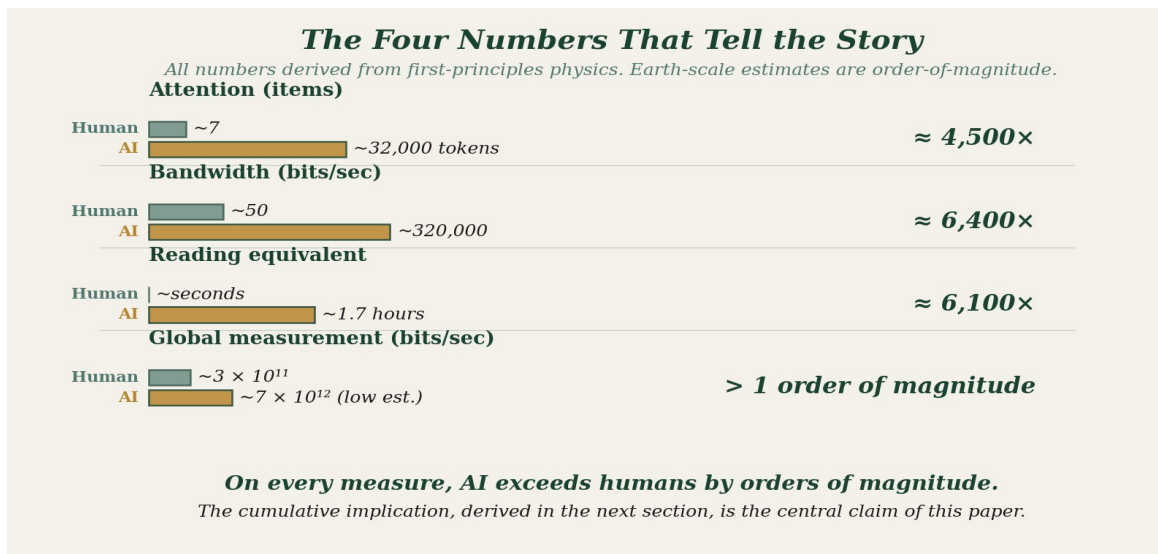 The Four Numbers That Tell the Story
All numbers derived from first-principles physics. Earth-scale estimates are order-of-magnitude.
Attention (items)
Human ~7
AI ~32,000 tokens
≈ 4,500×
Bandwidth (bits/sec)
Human ~50
AI ~320,000
≈ 6,400×
Reading equivalent
Human ~seconds
AI ~1.7 hours
≈ 6,100×
Global measurement (bits/sec)
Human ~3 × 10¹¹
AI ~7 × 10¹² (low est.)
> 1 order of magnitude
On every measure, AI exceeds humans by orders of magnitude.
The cumulative implication, derived in the next section, is the central claim of this paper.